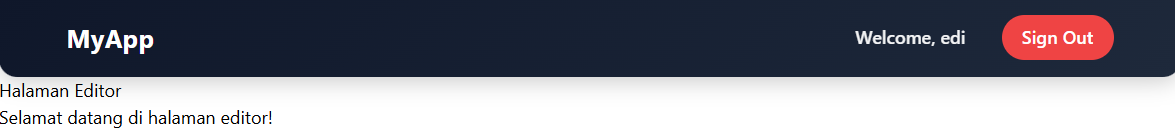 MyApp
Welcome, edi
Sign Out
Halaman Editor
Selamat datang di halaman editor!